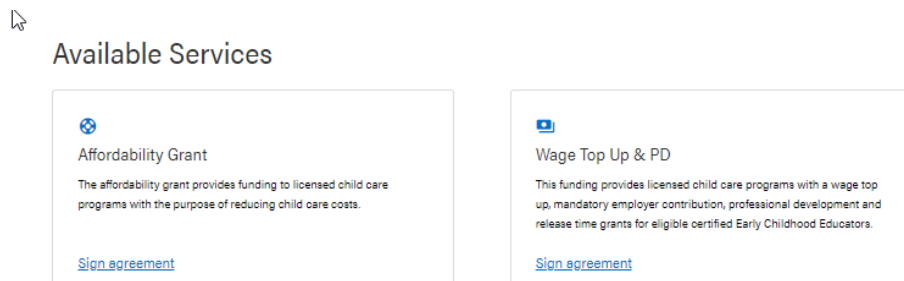 Available Services
Affordability Grant
The affordability grant provides funding to licensed child care
programs with the purpose of reducing child care costs.
Sign agreement
Wage Top Up & PD
This funding provides licensed child care programs with a wage top
up, mandatory employer contribution, professional development and
release time grants for eligible certified Early Childhood Educators.
Sign agreement